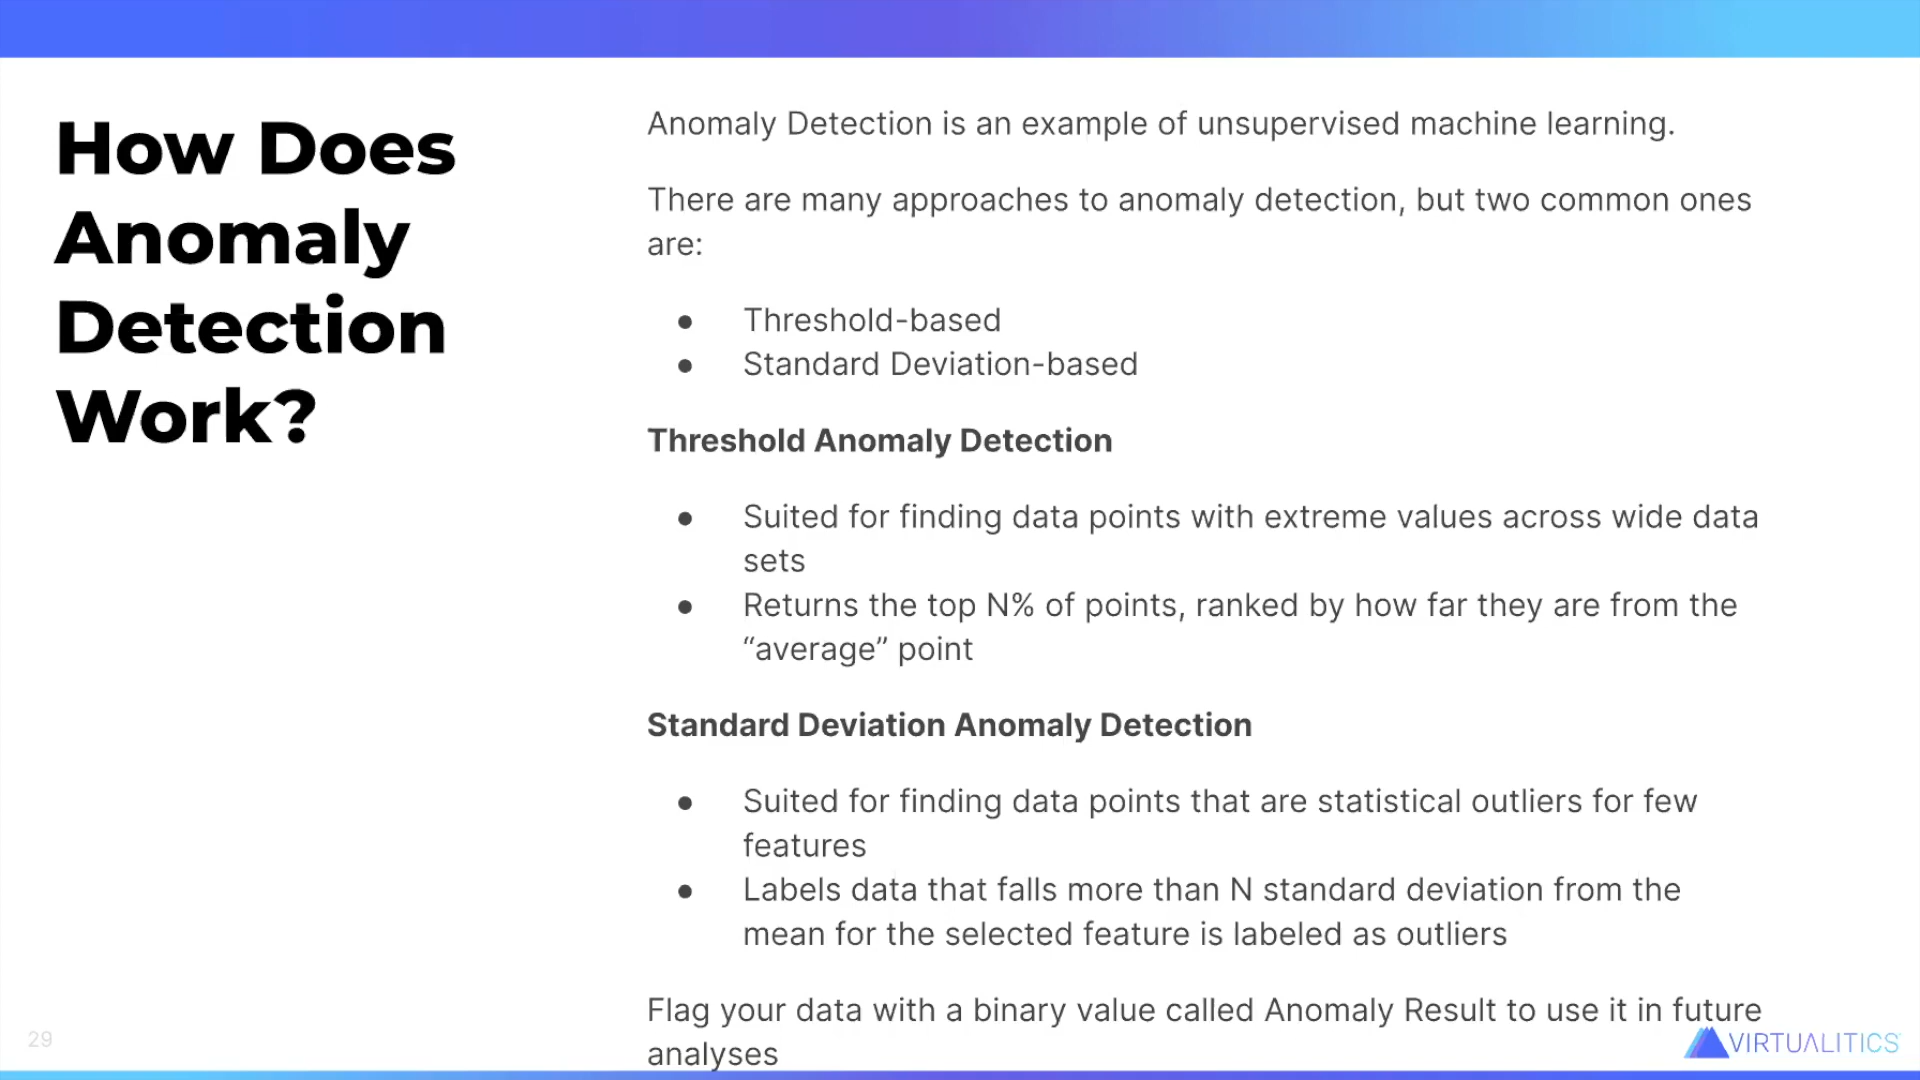 How Does
Anomaly
Detection
Work?
Anomaly Detection is an example of unsupervised machine learning.
There are many approaches to anomaly detection, but two common ones
are:
● Threshold-based
● Standard Deviation-based
Threshold Anomaly Detection
● Suited for finding data points with extreme values across wide data
sets
● Returns the top N% of points, ranked by how far they are from the
“average” point
Standard Deviation Anomaly Detection
● Suited for finding data points that are statistical outliers for few
features
● Labels data that falls more than N standard deviation from the
mean for the selected feature is labeled as outliers
Flag your data with a binary value called Anomaly Result to use it in future
analyses
29
VIRTUALITICS